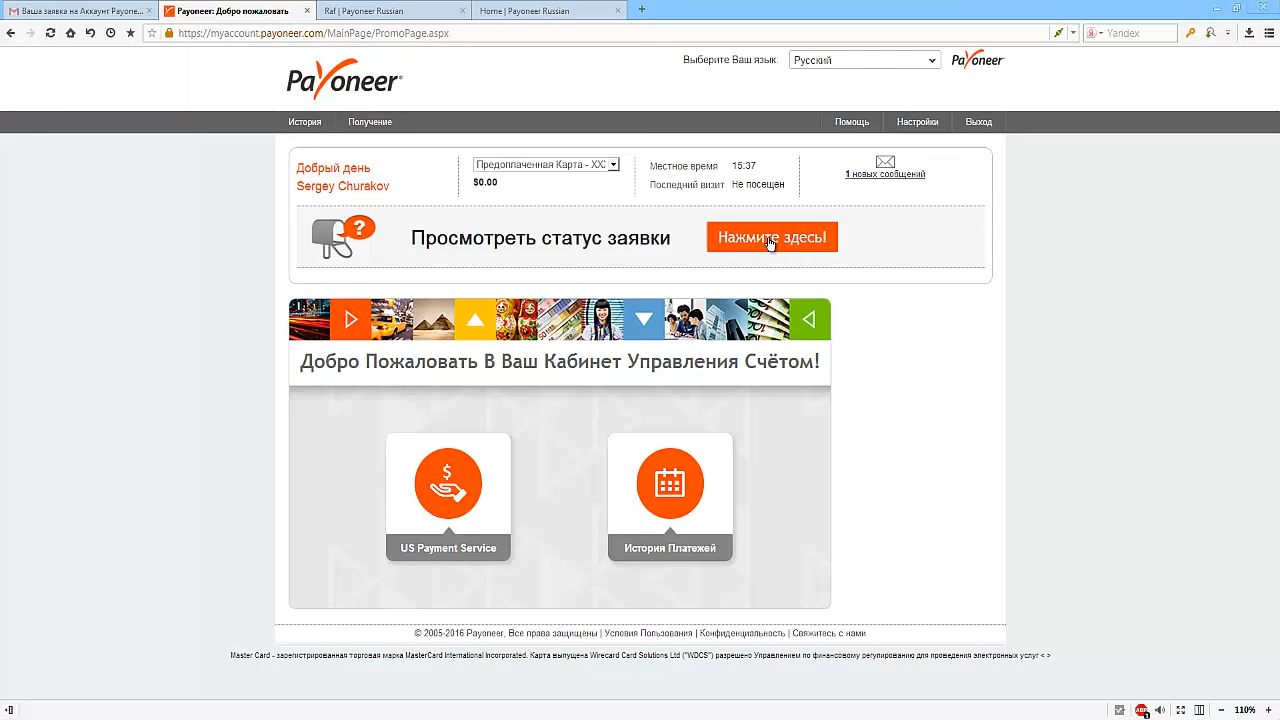 Ваша заявка на Аккаунт Payone...
Payoneer: Добро пожаловать
Raf | Payoneer Russian
Home | Payoneer Russian
https://myaccount.payoneer.com/MainPage/PromoPage.aspx
Yandex
Payoneer
Выберите Ваш язык:
Русский
Payoneer
История
Получение
Помощь
Настройки
Выход
Добрый день
Sergey Churakov
Предоплаченная Карта - XXX
$0.00
Местное время 15:37
Последний визит Не посещен
1 новых сообщений
Просмотреть статус заявки
Нажмите здесь!
Добро Пожаловать В Ваш Кабинет Управления Счётом!
US Payment Service
История Платежей
© 2005-2016 Payoneer, Все права защищены | Условия Пользования | Конфиденциальность | Свяжитесь с нами
Master Card - зарегистрированная торговая марка MasterCard International Incorporated. Карта выпущена Wirecard Card Solutions Ltd ("WDCS") разрешено Управлением по финансовому регулированию для проведения электронных услуг < >
ABP
110%